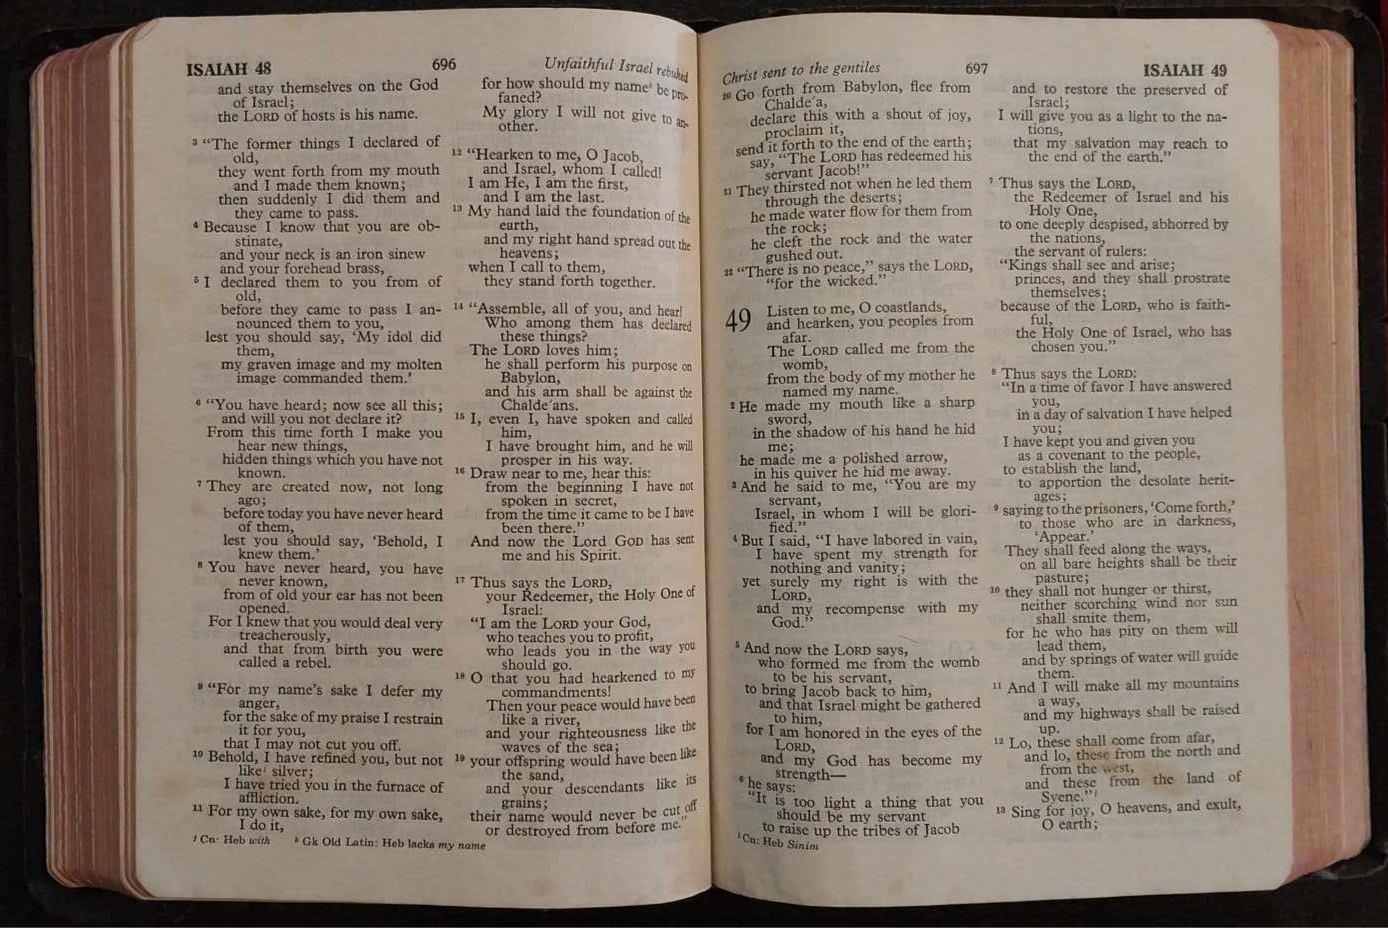 ISAIAH 48
696
Unfaithful Israel rebuked
and stay themselves on the God
of Israel;
the LORD of hosts is his name.
3 “The former things I declared of
old,
they went forth from my mouth
and I made them known;
then suddenly I did them and
they came to pass.
4 Because I know that you are ob-
stinate,
and your neck is an iron sinew
and your forehead brass,
5 I declared them to you from of
old,
before they came to pass I an-
nounced them to you,
lest you should say, ‘My idol did
them,
my graven image and my molten
image commanded them.’
6 “You have heard; now see all this;
and will you not declare it?
From this time forth I make you
hear new things,
hidden things which you have not
known.
7 They are created now, not long
ago;
before today you have never heard
of them,
lest you should say, ‘Behold, I
knew them.’
8 You have never heard, you have
never known,
from of old your ear has not been
opened.
For I knew that you would deal very
treacherously,
and that from birth you were
called a rebel.
9 “For my name’s sake I defer my
anger,
for the sake of my praise I restrain
it for you,
that I may not cut you off.
10 Behold, I have refined you, but not
like j silver;
I have tried you in the furnace of
affliction.
11 For my own sake, for my own sake,
I do it,
for how should my name k be pro-
faned?
My glory I will not give to an-
other.
12 “Hearken to me, O Jacob,
and Israel, whom I called!
I am He, I am the first,
and I am the last.
13 My hand laid the foundation of the
earth,
and my right hand spread out the
heavens;
when I call to them,
they stand forth together.
14 “Assemble, all of you, and hear!
Who among them has declared
these things?
The LORD loves him;
he shall perform his purpose on
Babylon,
and his arm shall be against the
Chalde′ans.
15 I, even I, have spoken and called
him,
I have brought him, and he will
prosper in his way.
16 Draw near to me, hear this:
from the beginning I have not
spoken in secret,
from the time it came to be I have
been there.”
And now the Lord GOD has sent
me and his Spirit.
17 Thus says the LORD,
your Redeemer, the Holy One of
Israel:
“I am the LORD your God,
who teaches you to profit,
who leads you in the way you
should go.
18 O that you had hearkened to my
commandments!
Then your peace would have been
like a river,
and your righteousness like the
waves of the sea;
19 your offspring would have been like
the sand,
and your descendants like its
grains;
their name would never be cut off
or destroyed from before me.”
j Cn: Heb with   k Gk Old Latin: Heb lacks my name
Christ sent to the gentiles
697
ISAIAH 49
20 Go forth from Babylon, flee from
Chalde′a,
declare this with a shout of joy,
proclaim it,
send it forth to the end of the earth;
say, “The LORD has redeemed his
servant Jacob!”
21 They thirsted not when he led them
through the deserts;
he made water flow for them from
the rock;
he cleft the rock and the water
gushed out.
22 “There is no peace,” says the LORD,
“for the wicked.”
49 Listen to me, O coastlands,
and hearken, you peoples from
afar.
The LORD called me from the
womb,
from the body of my mother he
named my name.
2 He made my mouth like a sharp
sword,
in the shadow of his hand he hid
me;
he made me a polished arrow,
in his quiver he hid me away.
3 And he said to me, “You are my
servant,
Israel, in whom I will be glori-
fied.”
4 But I said, “I have labored in vain,
I have spent my strength for
nothing and vanity;
yet surely my right is with the
LORD,
and my recompense with my
God.”
5 And now the LORD says,
who formed me from the womb
to be his servant,
to bring Jacob back to him,
and that Israel might be gathered
to him,
for I am honored in the eyes of the
LORD,
and my God has become my
strength—
6 he says:
“It is too light a thing that you
should be my servant
to raise up the tribes of Jacob
and to restore the preserved of
Israel;
I will give you as a light to the na-
tions,
that my salvation may reach to
the end of the earth.”
7 Thus says the LORD,
the Redeemer of Israel and his
Holy One,
to one deeply despised, abhorred by
the nations,
the servant of rulers:
“Kings shall see and arise;
princes, and they shall prostrate
themselves;
because of the LORD, who is faith-
ful,
the Holy One of Israel, who has
chosen you.”
8 Thus says the LORD:
“In a time of favor I have answered
you,
in a day of salvation I have helped
you;
I have kept you and given you
as a covenant to the people,
to establish the land,
to apportion the desolate herit-
ages;
9 saying to the prisoners, ‘Come forth,’
to those who are in darkness,
‘Appear.’
They shall feed along the ways,
on all bare heights shall be their
pasture;
10 they shall not hunger or thirst,
neither scorching wind nor sun
shall smite them,
for he who has pity on them will
lead them,
and by springs of water will guide
them.
11 And I will make all my mountains
a way,
and my highways shall be raised
up.
12 Lo, these shall come from afar,
and lo, these from the north and
from the west,
and these from the land of
Syene.” l
13 Sing for joy, O heavens, and exult,
O earth;
l Cn: Heb Sinim